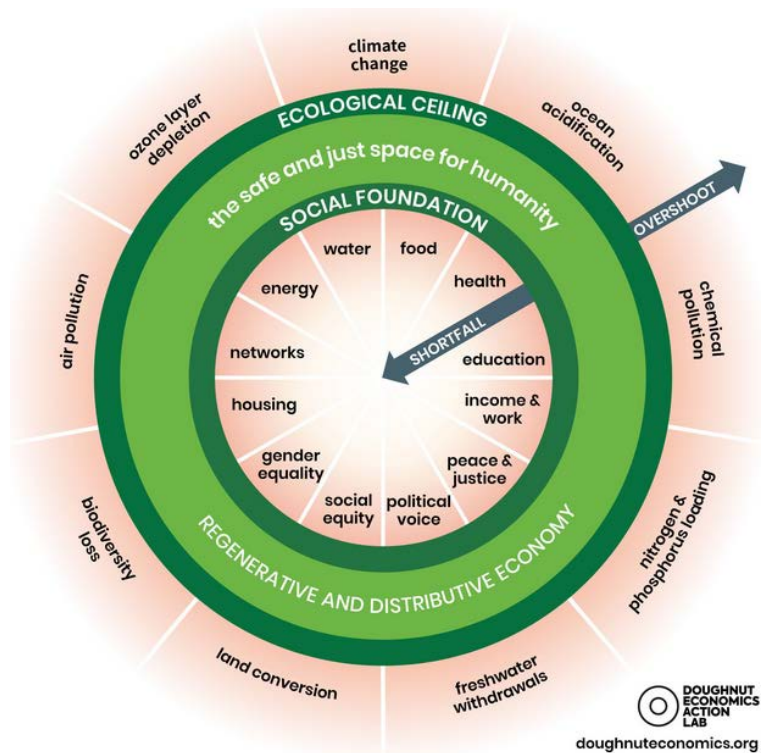 climate
change
ocean
acidification
chemical
pollution
nitrogen &
phosphorus loading
freshwater
withdrawals
land conversion
biodiversity
loss
air pollution
ozone layer
depletion
ECOLOGICAL CEILING
the safe and just space for humanity
SOCIAL FOUNDATION
OVERSHOOT
SHORTFALL
water
food
health
education
income &
work
peace &
justice
political
voice
social
equity
gender
equality
housing
networks
energy
REGENERATIVE AND DISTRIBUTIVE ECONOMY
DOUGHNUT
ECONOMICS
ACTION
LAB
doughnuteconomics.org